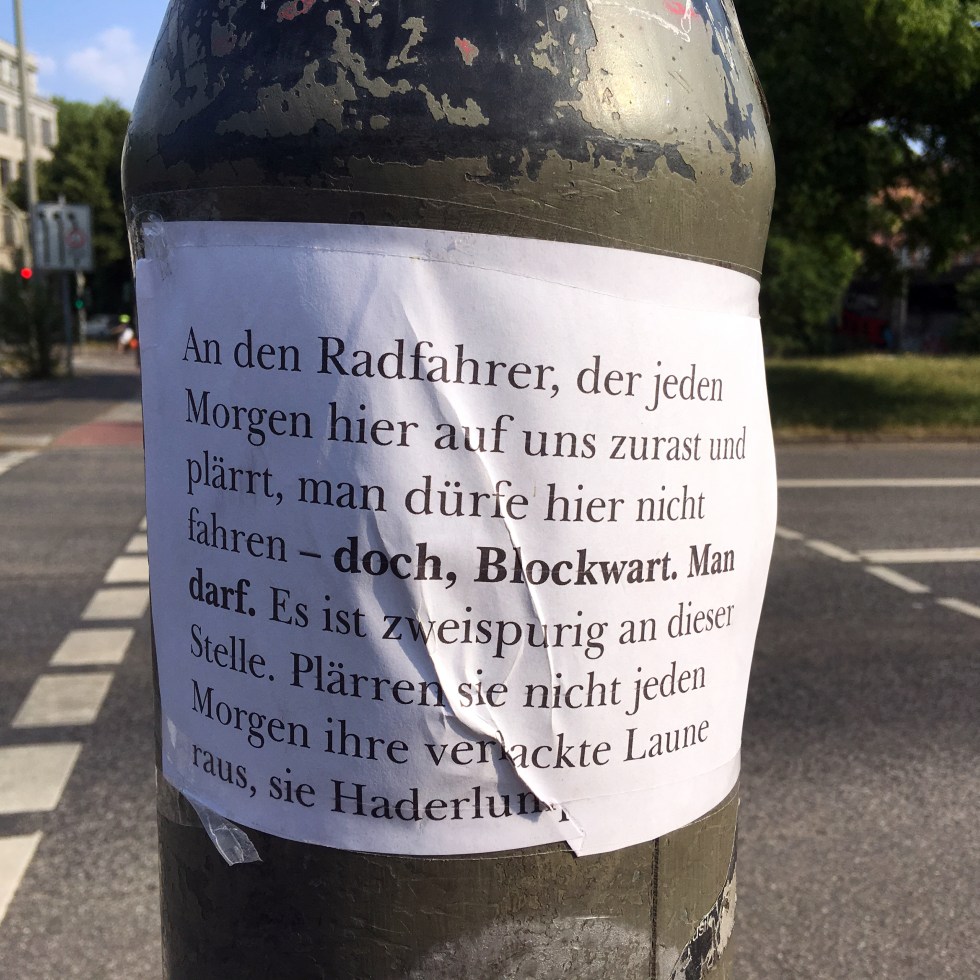 An den Radfahrer, der jeden
Morgen hier auf uns zurast und
plärrt, man dürfe hier nicht
fahren – doch, Blockwart. Man
darf. Es ist zweispurig an dieser
Stelle. Plärren sie nicht jeden
Morgen ihre verlackte Laune
raus, sie